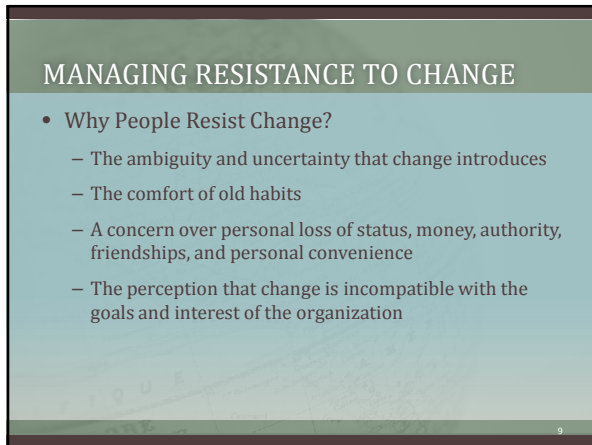 MANAGING RESISTANCE TO CHANGE
• Why People Resist Change?
– The ambiguity and uncertainty that change introduces
– The comfort of old habits
– A concern over personal loss of status, money, authority,
friendships, and personal convenience
– The perception that change is incompatible with the
goals and interest of the organization
9